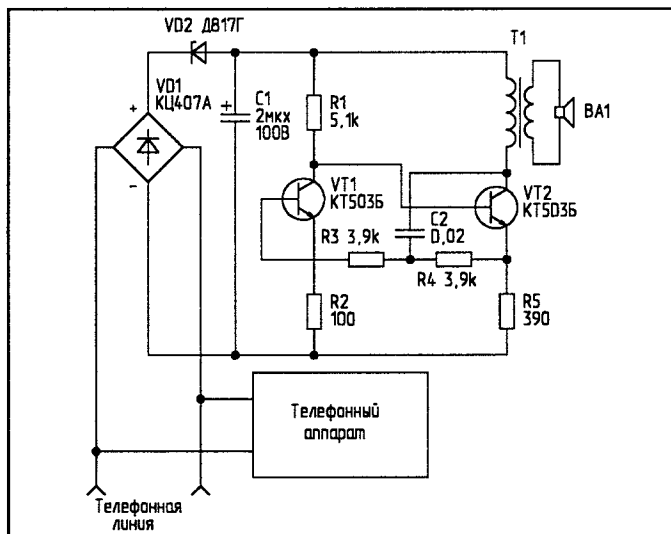 VD2 Д817Г
T1
VD1
КЦ407А
+
−
+
C1
2мкх
100В
R1
5,1k
BA1
VT1
КТ503Б
C2
0,02
VT2
КТ503Б
R3 3,9k
R4 3,9k
R2
100
R5
390
Телефонный
аппарат
Телефонная
линия